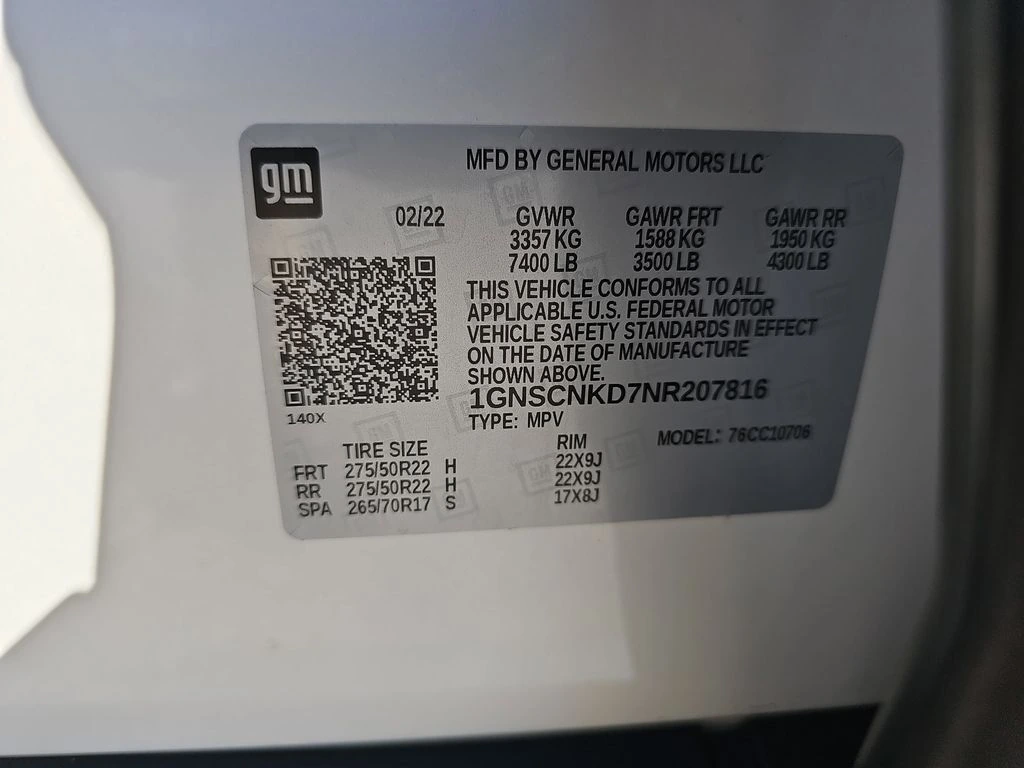 gm
MFD BY GENERAL MOTORS LLC
02/22 GVWR GAWR FRT GAWR RR
3357 KG 1588 KG 1950 KG
7400 LB 3500 LB 4300 LB
THIS VEHICLE CONFORMS TO ALL
APPLICABLE U.S. FEDERAL MOTOR
VEHICLE SAFETY STANDARDS IN EFFECT
ON THE DATE OF MANUFACTURE
SHOWN ABOVE.
1GNSCNKD7NR207816
140X
TYPE: MPV
MODEL: 76CC10706
TIRE SIZE RIM
FRT 275/50R22 H 22X9J
RR 275/50R22 H 22X9J
SPA 265/70R17 S 17X8J